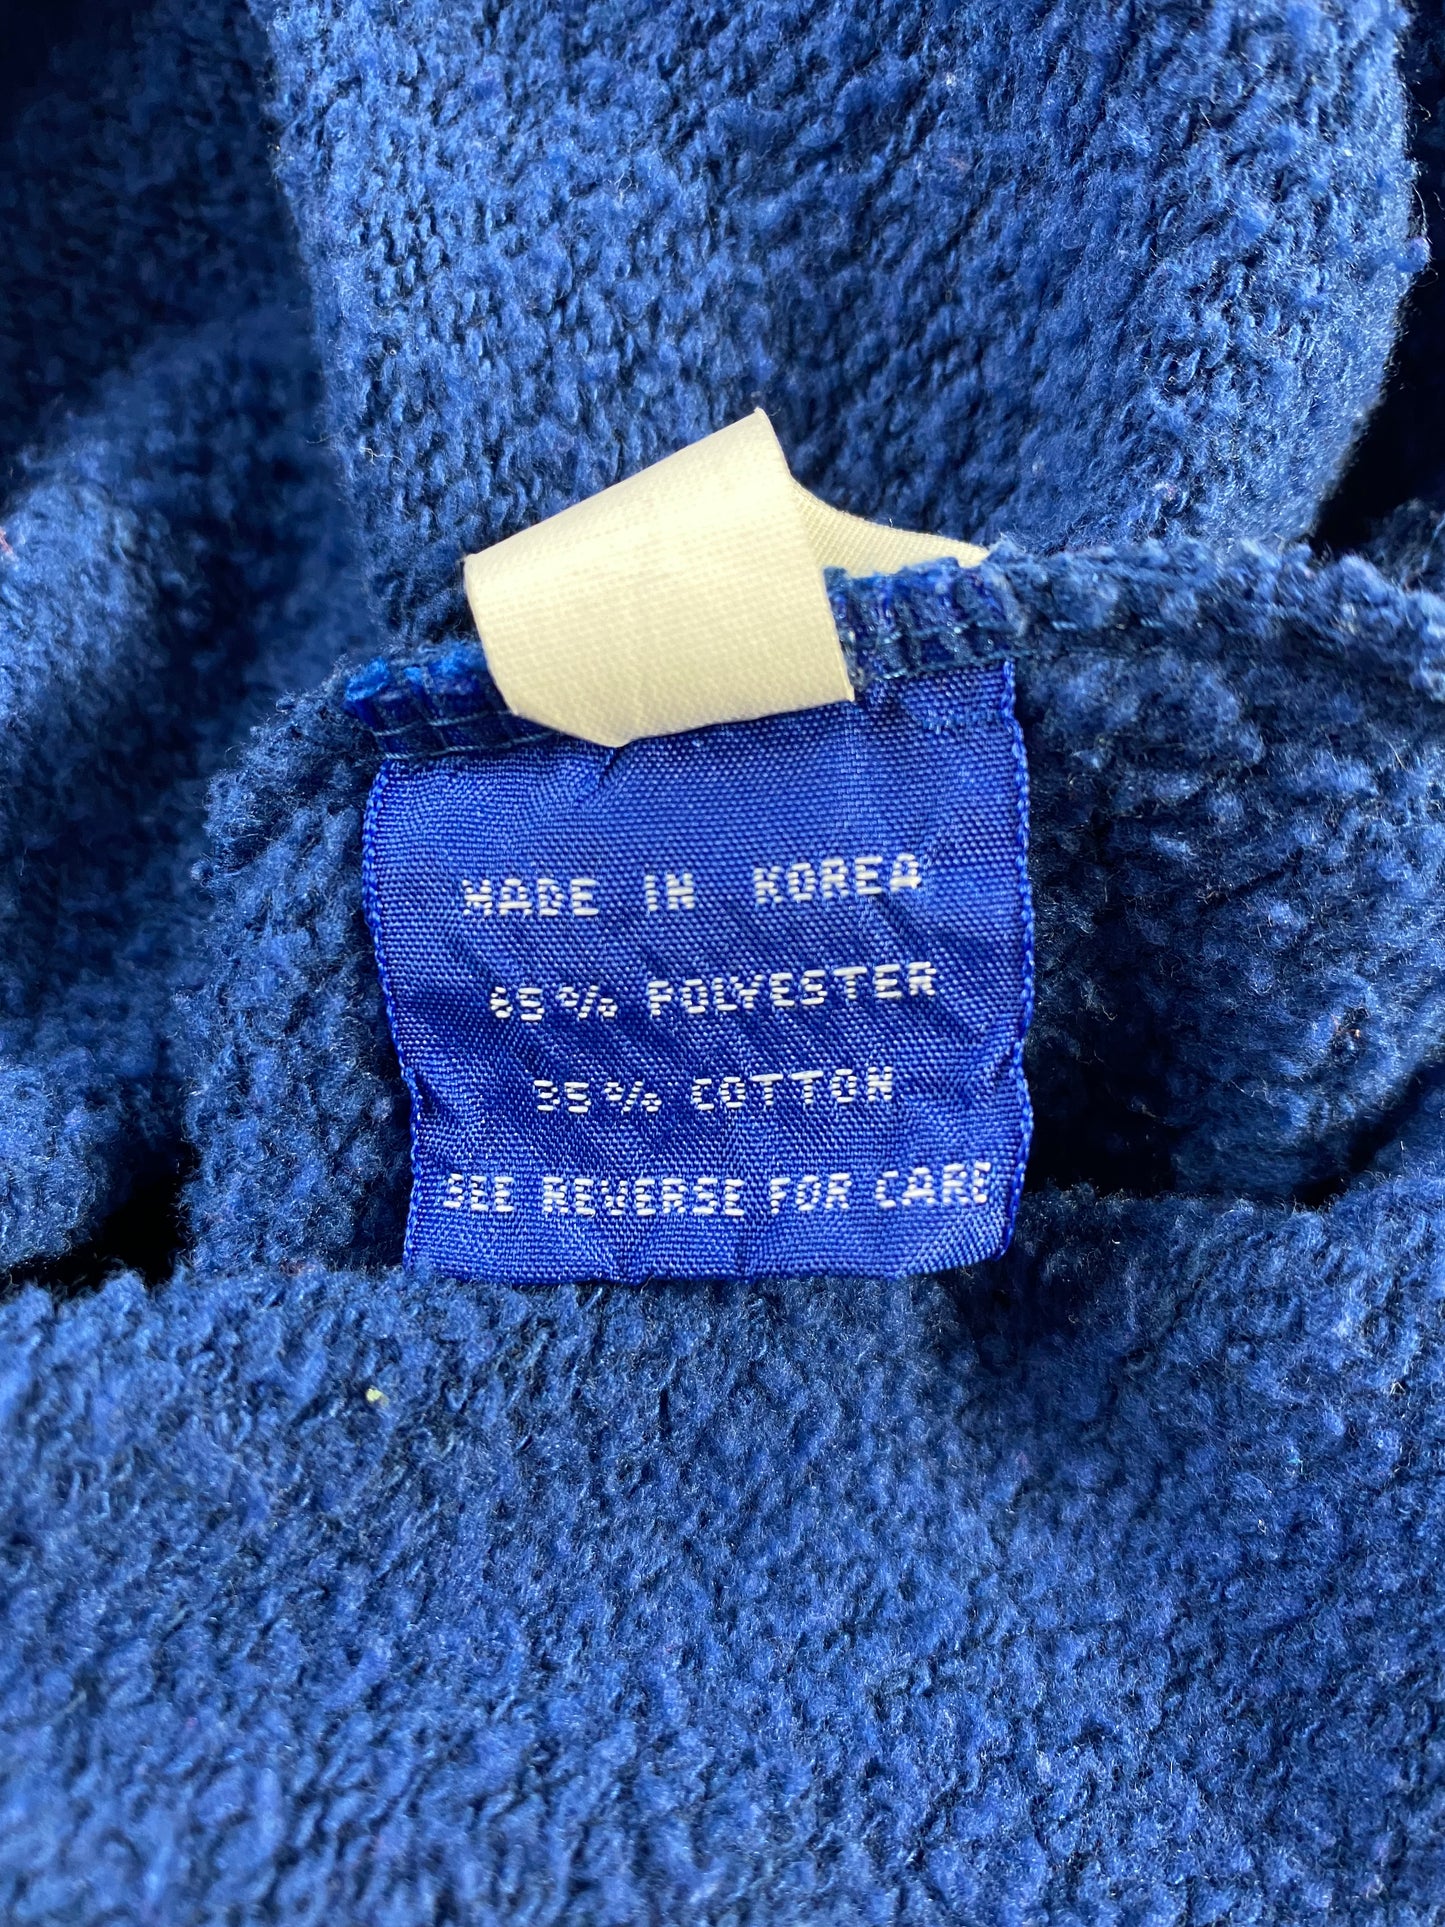 MADE IN KOREA
65% POLYESTER
35% COTTON
SEE REVERSE FOR CARE